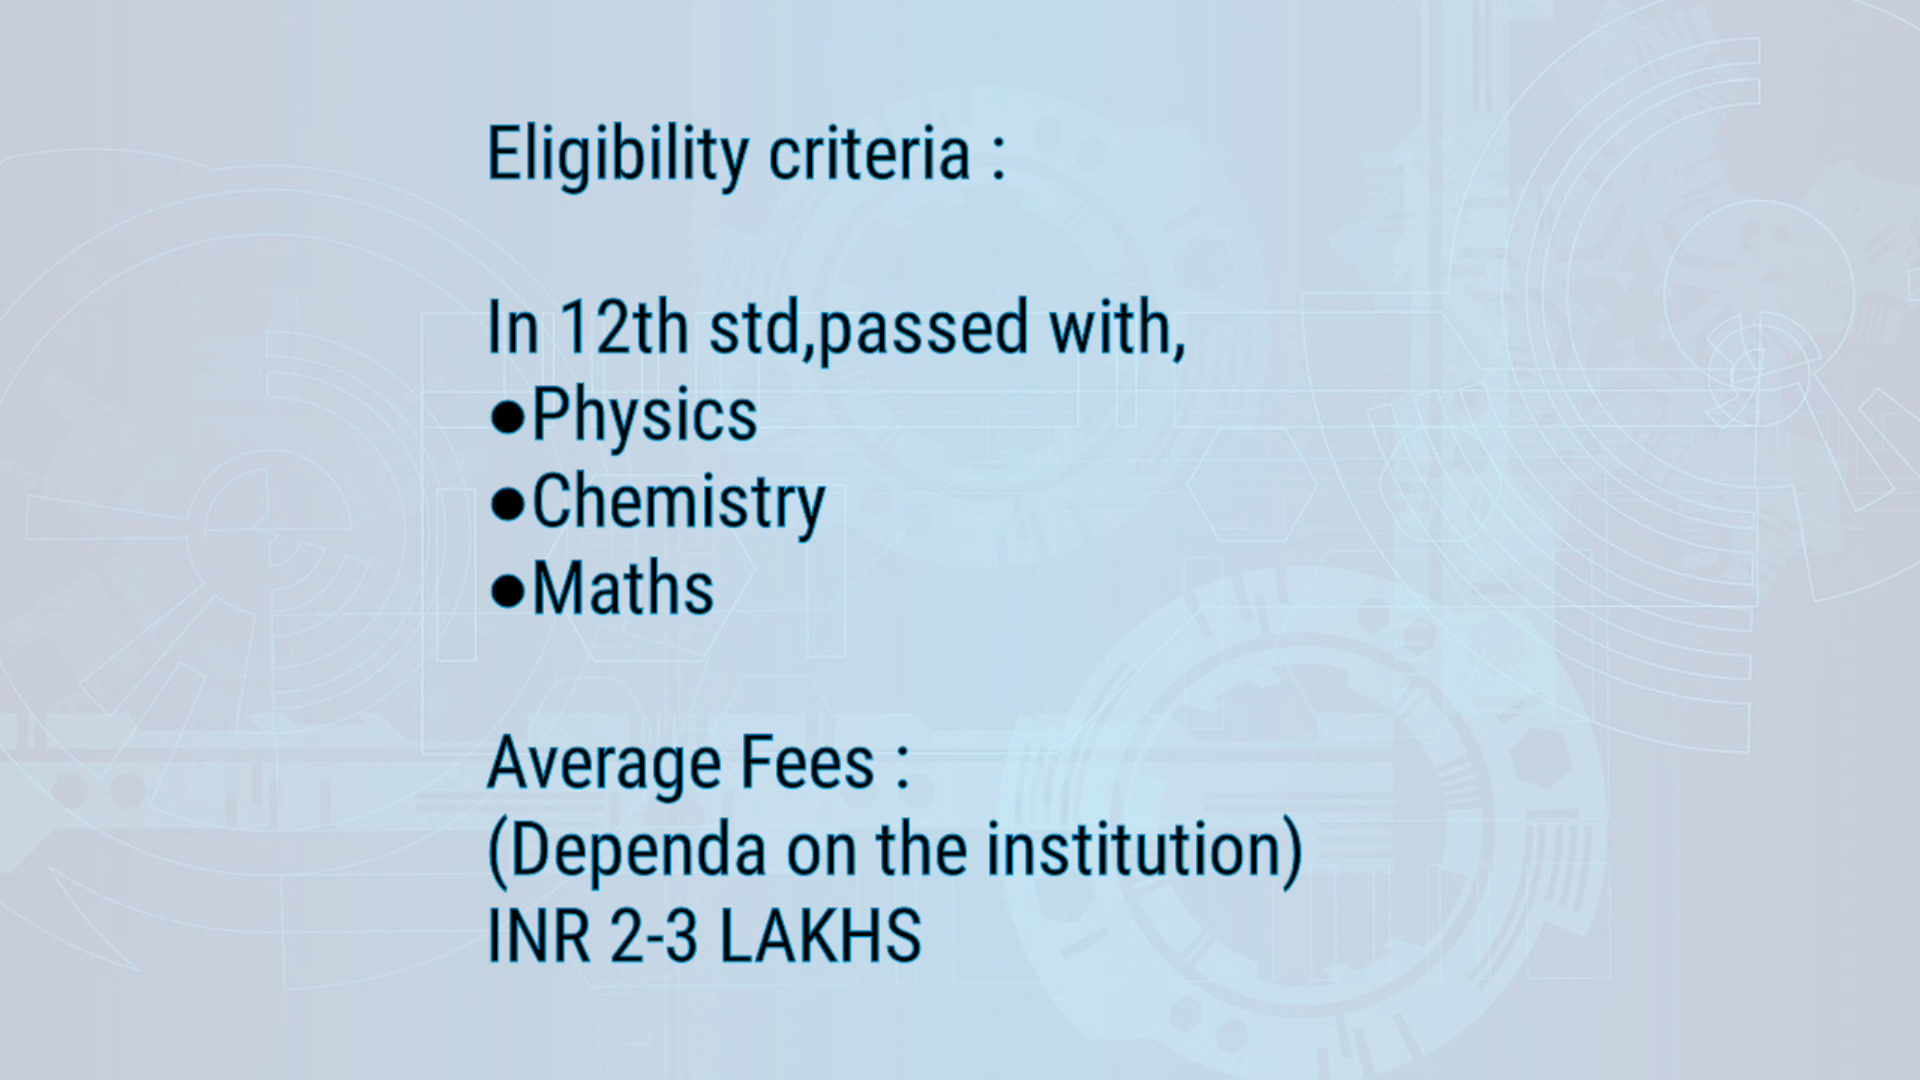 Eligibility criteria :
In 12th std,passed with,
●Physics
●Chemistry
●Maths
Average Fees :
(Dependa on the institution)
INR 2-3 LAKHS